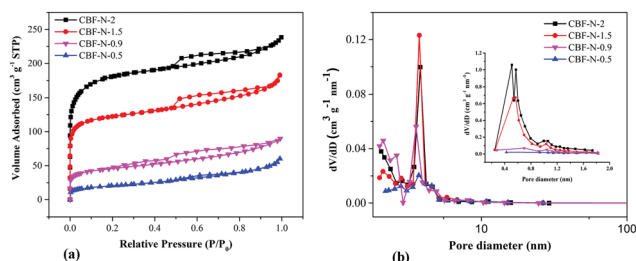 CBF-N-2
CBF-N-1.5
CBF-N-0.9
CBF-N-0.5
250
200
150
100
50
0
0.0 0.2 0.4 0.6 0.8 1.0
Volume Adsorbed (cm³ g⁻¹ STP)
Relative Pressure (P/P₀)
(a)
CBF-N-2
CBF-N-1.5
CBF-N-0.9
CBF-N-0.5
0.12
0.08
0.04
0.00
10 100
dV/dD (cm³ g⁻¹ nm⁻¹)
Pore diameter (nm)
(b)
CBF-N-2
CBF-N-1.5
CBF-N-0.9
CBF-N-0.5
1.2
1.0
0.8
0.6
0.4
0.2
0.0
0.4 0.8 1.2 1.6 2.0
dV/dD (cm³ g⁻¹ nm⁻¹)
Pore diameter (nm)